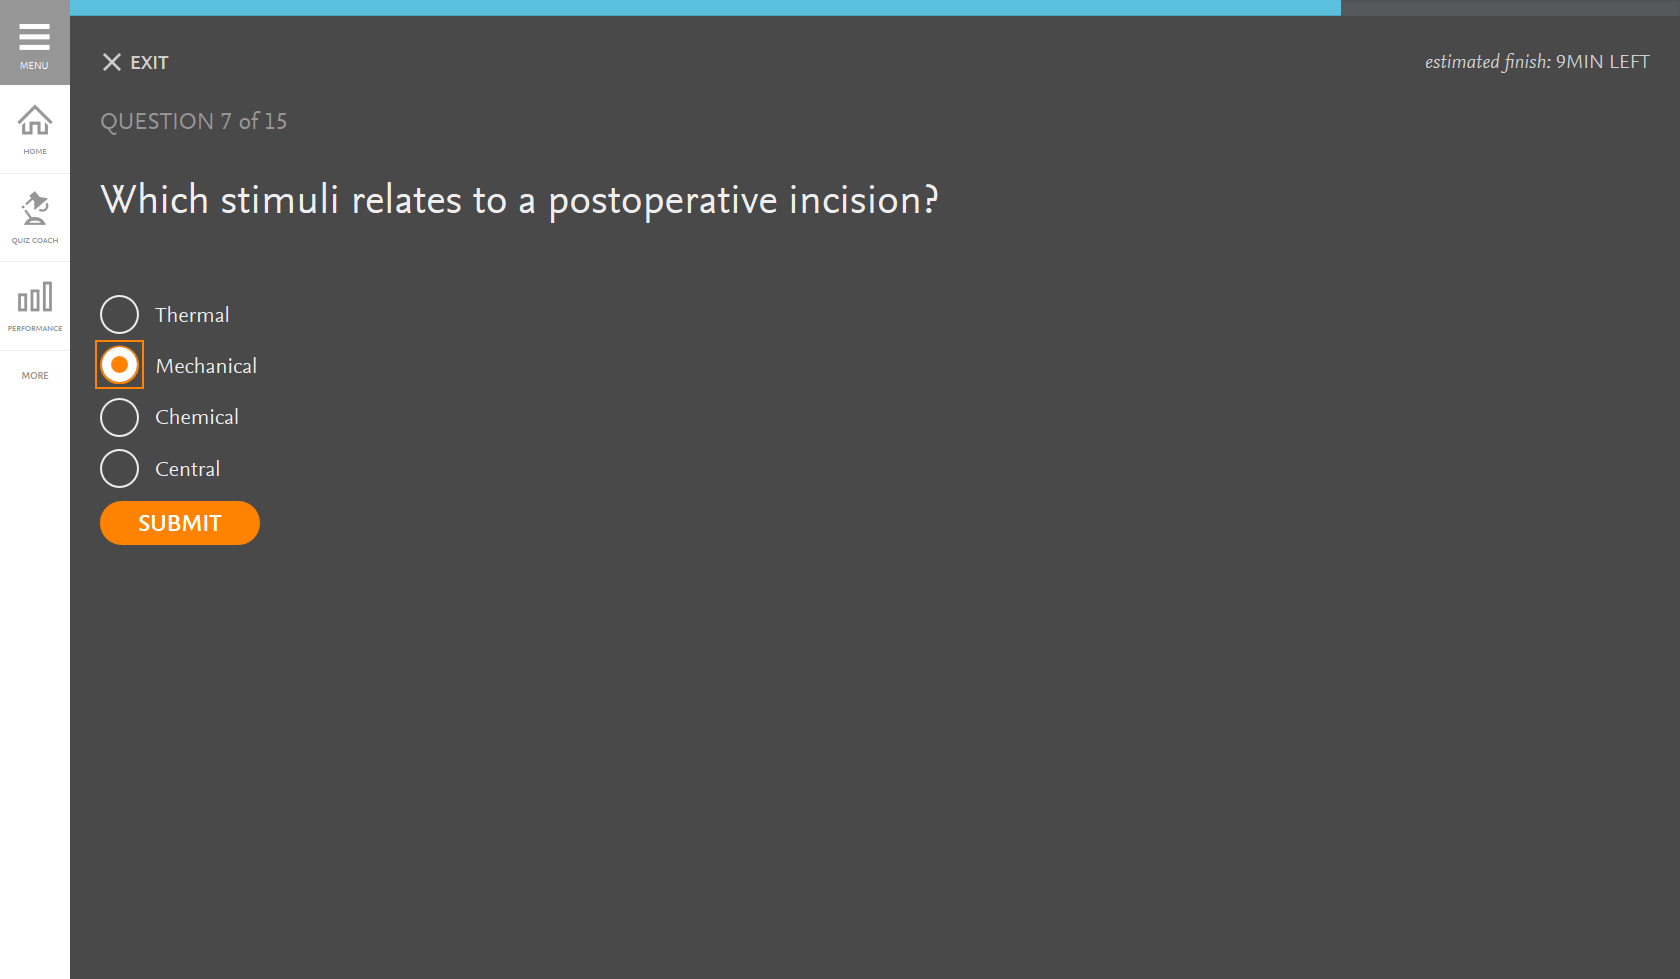 MENU
HOME
QUIZ COACH
PERFORMANCE
MORE
EXIT
estimated finish: 9MIN LEFT
QUESTION 7 of 15
Which stimuli relates to a postoperative incision?
Thermal
Mechanical
Chemical
Central
SUBMIT